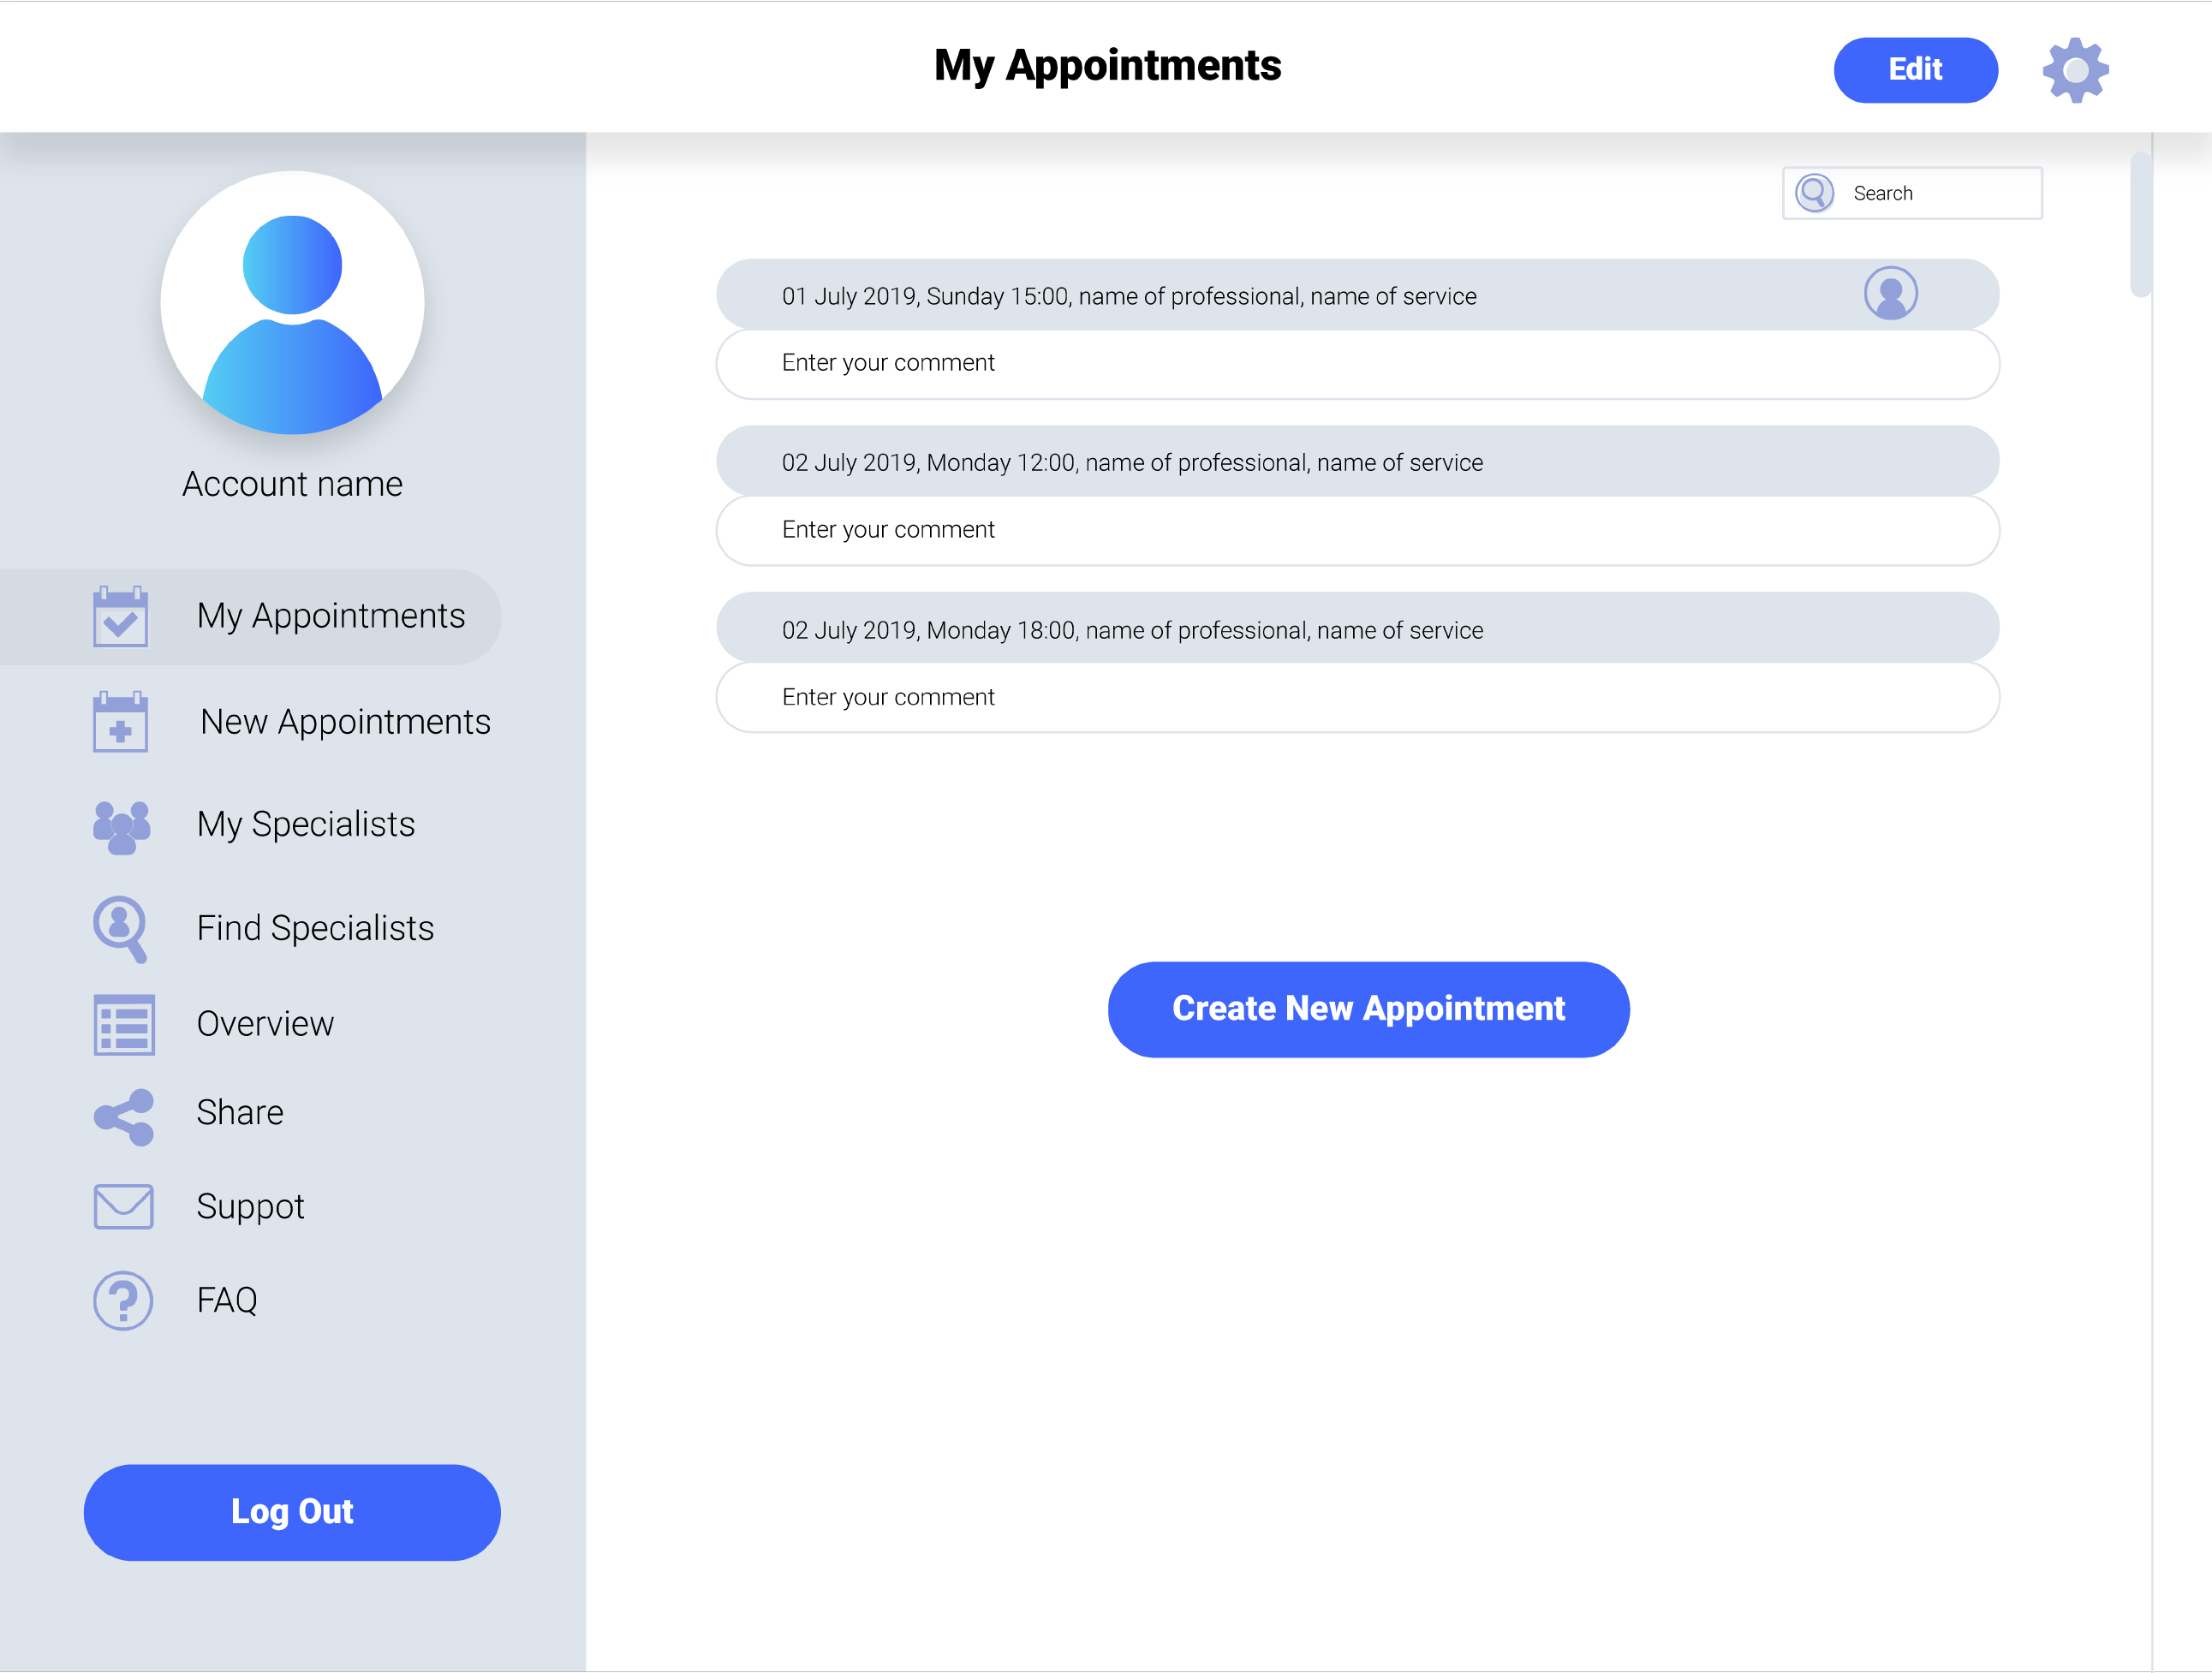 My Appointments
Edit
Search
Account name
My Appointments
New Appointments
My Specialists
Find Specialists
Overview
Share
Suppot
FAQ
Log Out
01 July 2019, Sunday 15:00, name of professional, name of service
Enter your comment
02 July 2019, Monday 12:00, name of professional, name of service
Enter your comment
02 July 2019, Monday 18:00, name of professional, name of service
Enter your comment
Create New Appointment